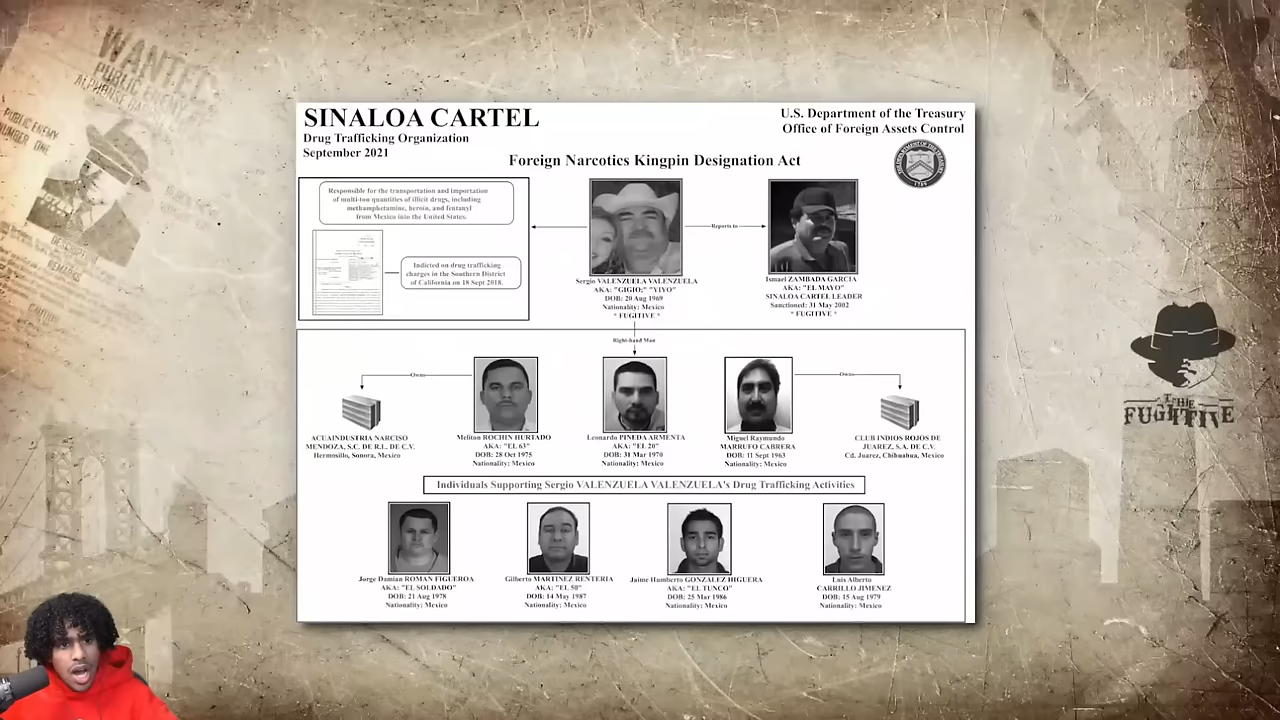 WANTED
PUBLIC ENEMY
NUMBER ONE
SINALOA CARTEL
Drug Trafficking Organization
September 2021
U.S. Department of the Treasury
Office of Foreign Assets Control
Foreign Narcotics Kingpin Designation Act
Responsible for the transportation and importation
of multi-ton quantities of illicit drugs, including
methamphetamine, heroin, and fentanyl
from Mexico into the United States.
Indicted on drug trafficking
charges in the Southern District
of California on 18 Sept 2018.
Reports to
Sergio VALENZUELA VALENZUELA
AKA: "GIGIO;" "YIYO"
DOB: 20 Aug 1969
Nationality: Mexico
* FUGITIVE *
Ismael ZAMBADA GARCIA
AKA: "EL MAYO"
SINALOA CARTEL LEADER
Sanctioned: 31 May 2002
* FUGITIVE *
Right-hand Man
Owns
Owns
ACUAINDUSTRIA NARCISO
MENDOZA, S.C. DE R.L. DE C.V.
Hermosillo, Sonora, Mexico
Meliton ROCHIN HURTADO
AKA: "EL 63"
DOB: 28 Oct 1975
Nationality: Mexico
Leonardo PINEDA ARMENTA
AKA: "EL 20"
DOB: 31 Mar 1970
Nationality: Mexico
Miguel Raymundo
MARRUFO CABRERA
DOB: 11 Sept 1963
Nationality: Mexico
CLUB INDIOS ROJOS DE
JUAREZ, S.A. DE C.V.
Cd. Juarez, Chihuahua, Mexico
THE
FUGITIVE
Individuals Supporting Sergio VALENZUELA VALENZUELA's Drug Trafficking Activities
Jorge Damian ROMAN FIGUEROA
AKA: "EL SOLDADO"
DOB: 21 Aug 1978
Nationality: Mexico
Gilberto MARTINEZ RENTERIA
AKA: "EL 50"
DOB: 14 May 1987
Nationality: Mexico
Jaime Humberto GONZALEZ HIGUERA
AKA: "EL TUNCO"
DOB: 25 Mar 1986
Nationality: Mexico
Luis Alberto
CARRILLO JIMENEZ
DOB: 15 Aug 1979
Nationality: Mexico